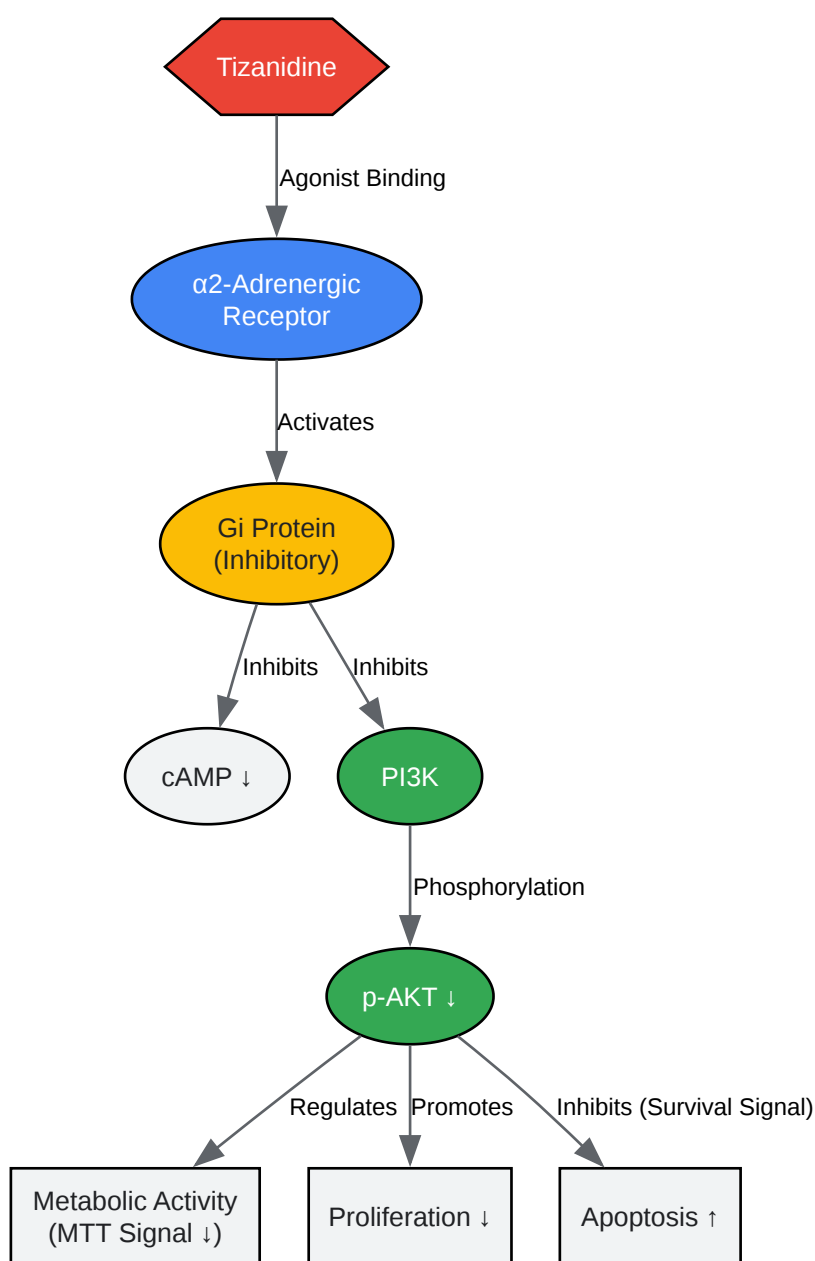 Tizanidine
Agonist Binding
α2-Adrenergic
Receptor
Activates
Gi Protein
(Inhibitory)
Inhibits
Inhibits
cAMP ↓
PI3K
Phosphorylation
p-AKT ↓
Regulates
Promotes
Inhibits (Survival Signal)
Metabolic Activity
(MTT Signal ↓)
Proliferation ↓
Apoptosis ↑